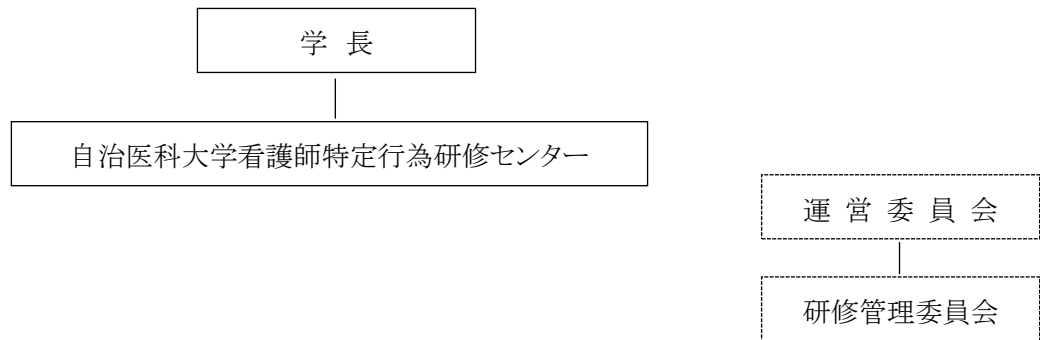 学 長
自治医科大学看護師特定行為研修センター
運 営 委 員 会
研修管理委員会